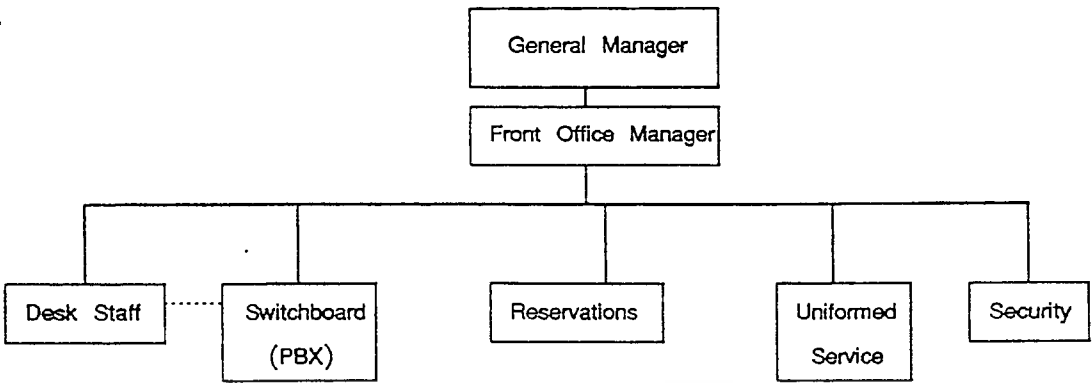 General Manager
Front Office Manager
Desk Staff
Switchboard
(PBX)
Reservations
Uniformed
Service
Security